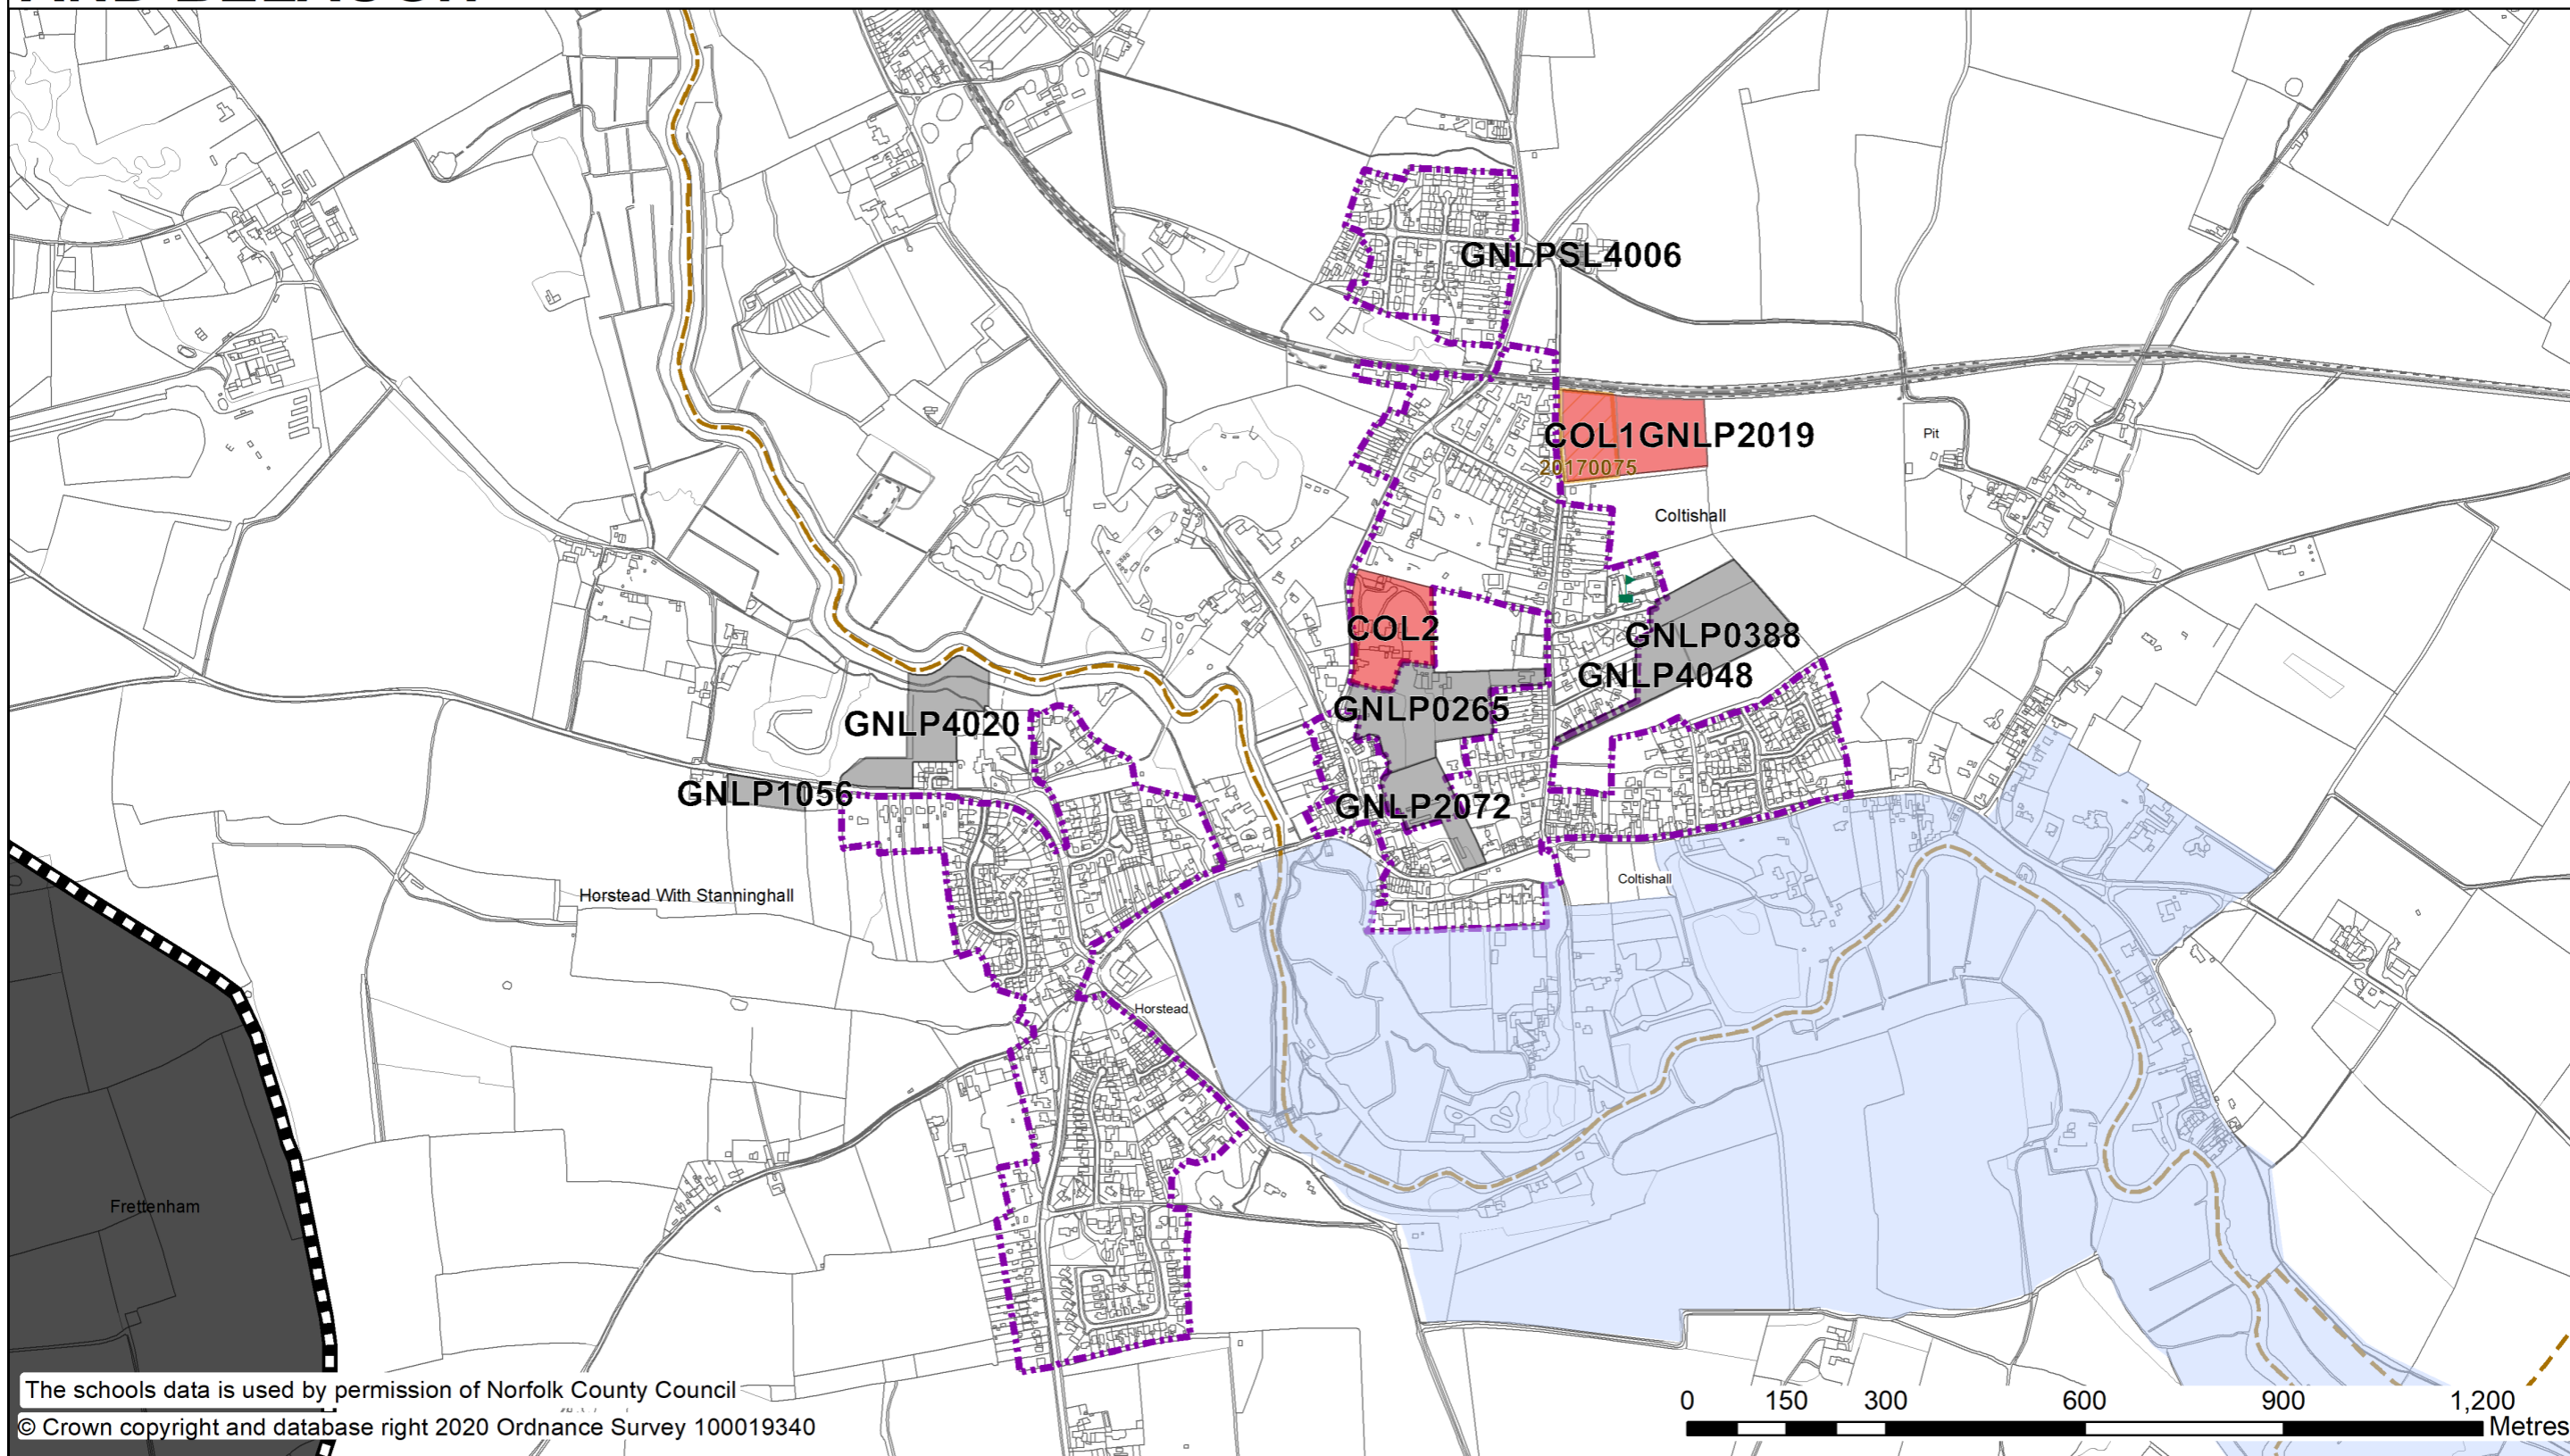 GNLPSL4006
COL1GNLP2019
20170075
Pit
Coltishall
COL2
GNLP0388
GNLP4048
GNLP0265
GNLP4020
GNLP1056
GNLP2072
Coltishall
Horstead With Stanninghall
Horstead
Frettenham
The schools data is used by permission of Norfolk County Council
© Crown copyright and database right 2020 Ordnance Survey 100019340
0 150 300 600 900 1,200
Metres